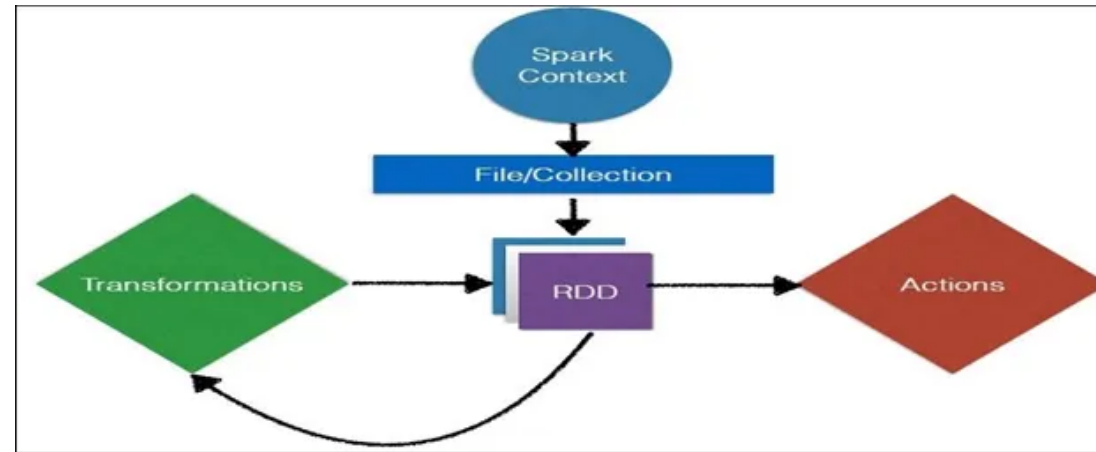 Spark
Context
File/Collection
Transformations
RDD
Actions